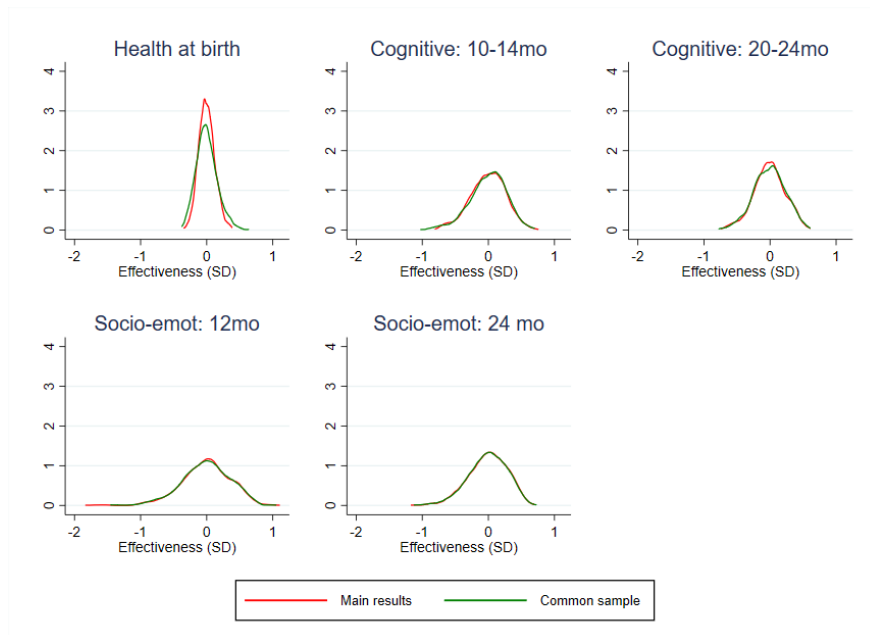 Health at birth
4
3
2
1
0
-2 -1 0 1
Effectiveness (SD)
Cognitive: 10-14mo
4
3
2
1
0
-2 -1 0 1
Effectiveness (SD)
Cognitive: 20-24mo
4
3
2
1
0
-2 -1 0 1
Effectiveness (SD)
Socio-emot: 12mo
4
3
2
1
0
-2 -1 0 1
Effectiveness (SD)
Socio-emot: 24 mo
4
3
2
1
0
-2 -1 0 1
Effectiveness (SD)
Main results Common sample